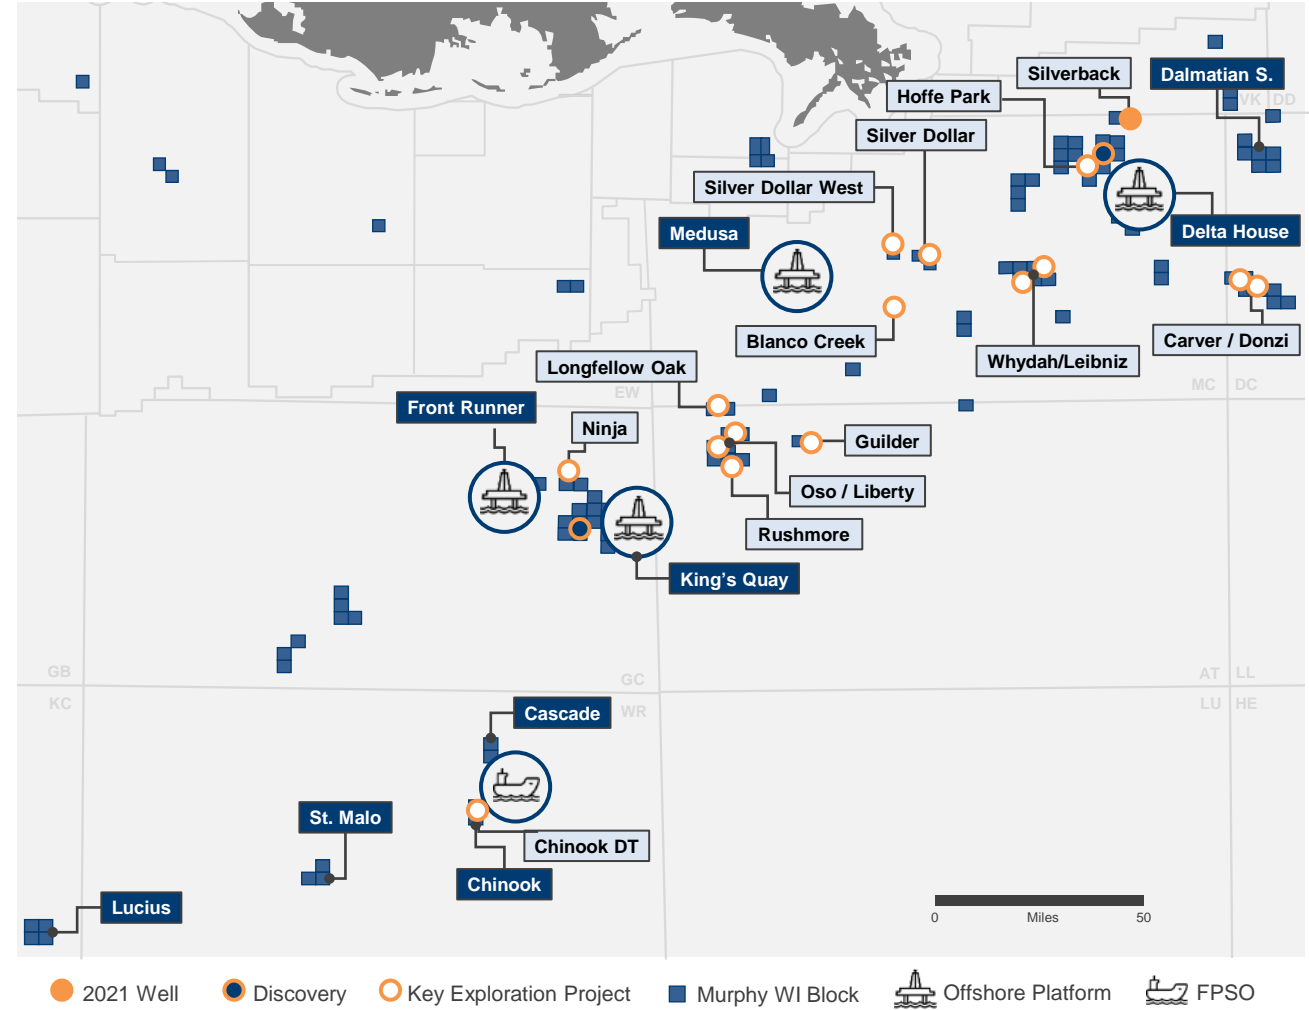 Silverback
Dalmatian S.
Hoffe Park
VK
DD
Silver Dollar
Silver Dollar West
Medusa
Delta House
Blanco Creek
Whydah/Leibniz
Carver / Donzi
Longfellow Oak
MC
DC
EW
Front Runner
Ninja
Guilder
Oso / Liberty
Rushmore
King's Quay
GB
GC
AT
LL
KC
WR
LU
HE
Cascade
St. Malo
Chinook DT
Chinook
Lucius
0 Miles 50
2021 Well
Discovery
Key Exploration Project
Murphy WI Block
Offshore Platform
FPSO